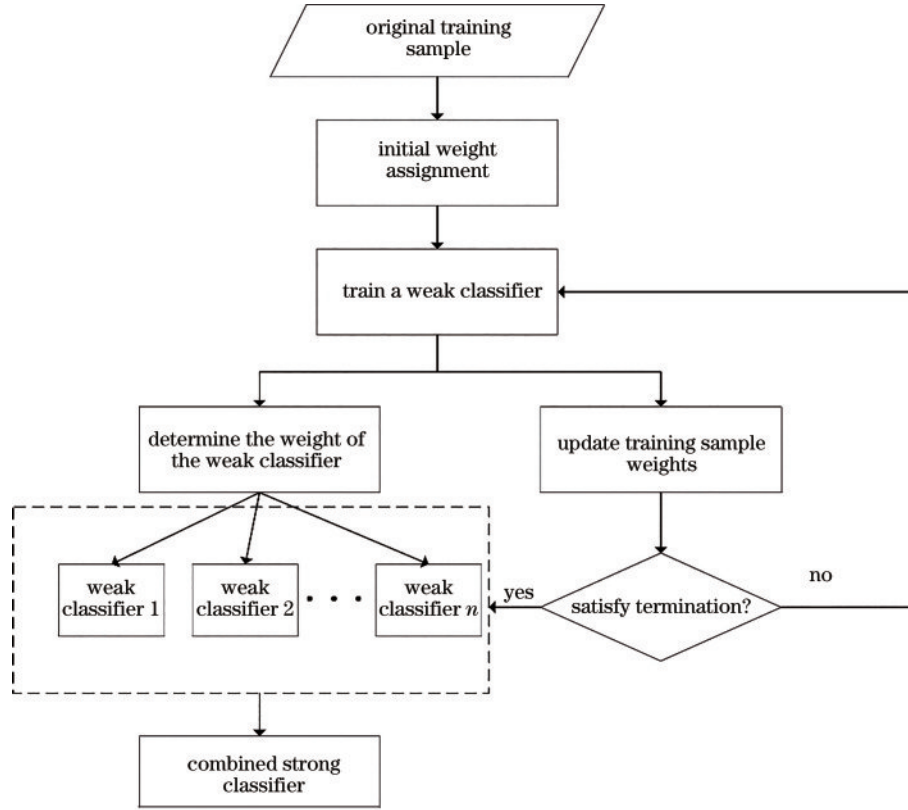 original training
sample
initial weight
assignment
train a weak classifier
determine the weight of
the weak classifier
update training sample
weights
weak
classifier 1
weak
classifier 2
• • •
weak
classifier n
yes
satisfy termination?
no
combined strong
classifier